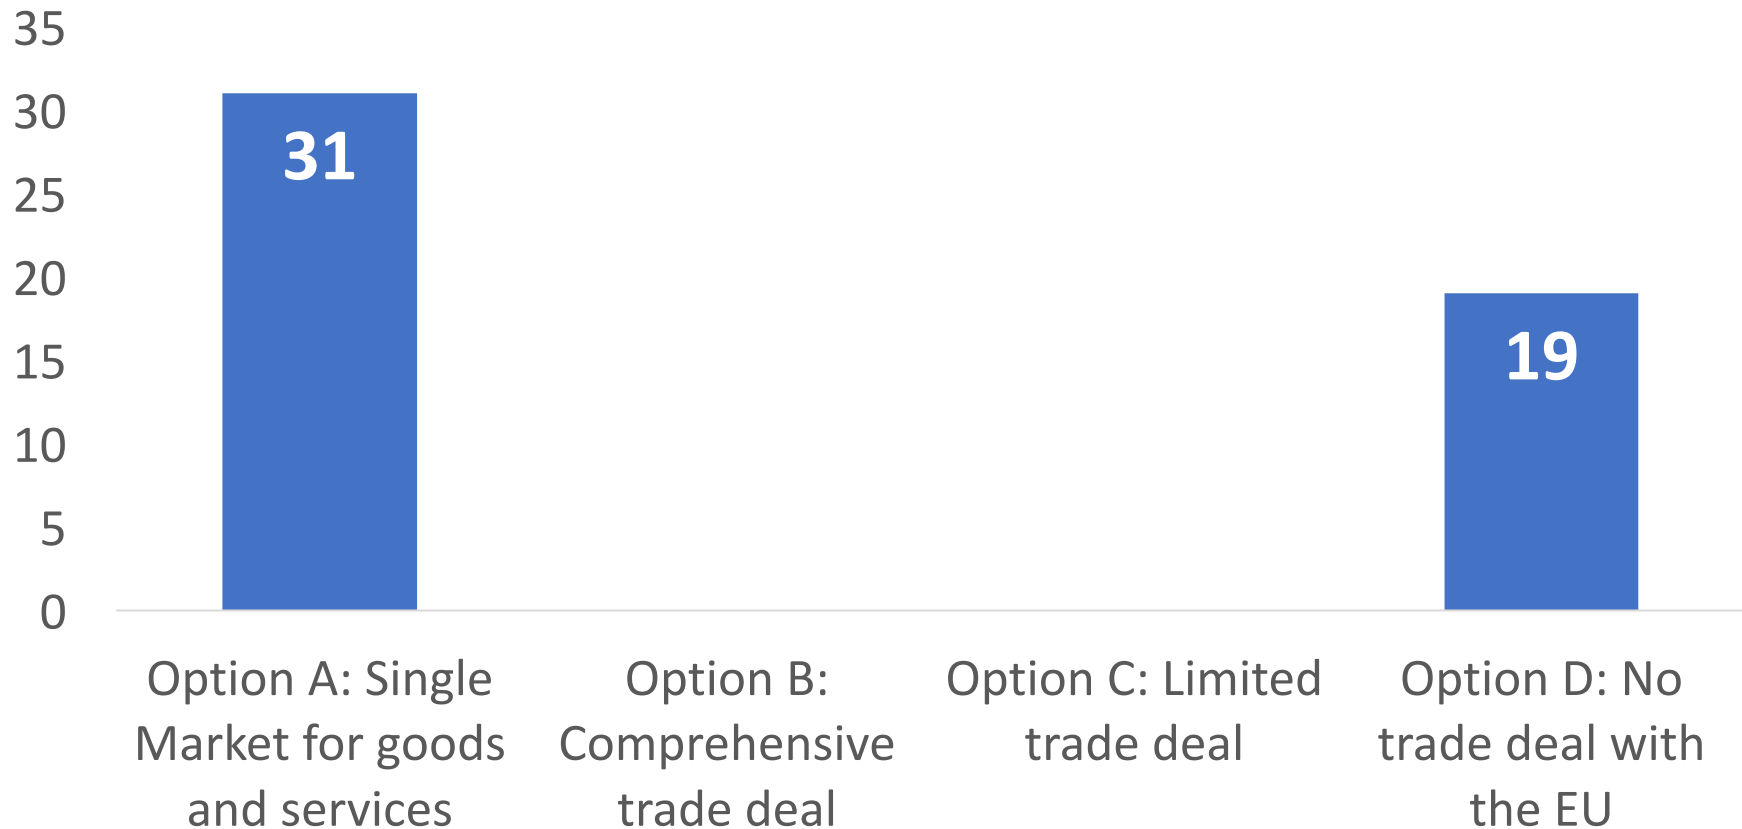 35
30
25
20
15
10
5
0
31
19
Option A: Single
Market for goods
and services
Option B:
Comprehensive
trade deal
Option C: Limited
trade deal
Option D: No
trade deal with
the EU